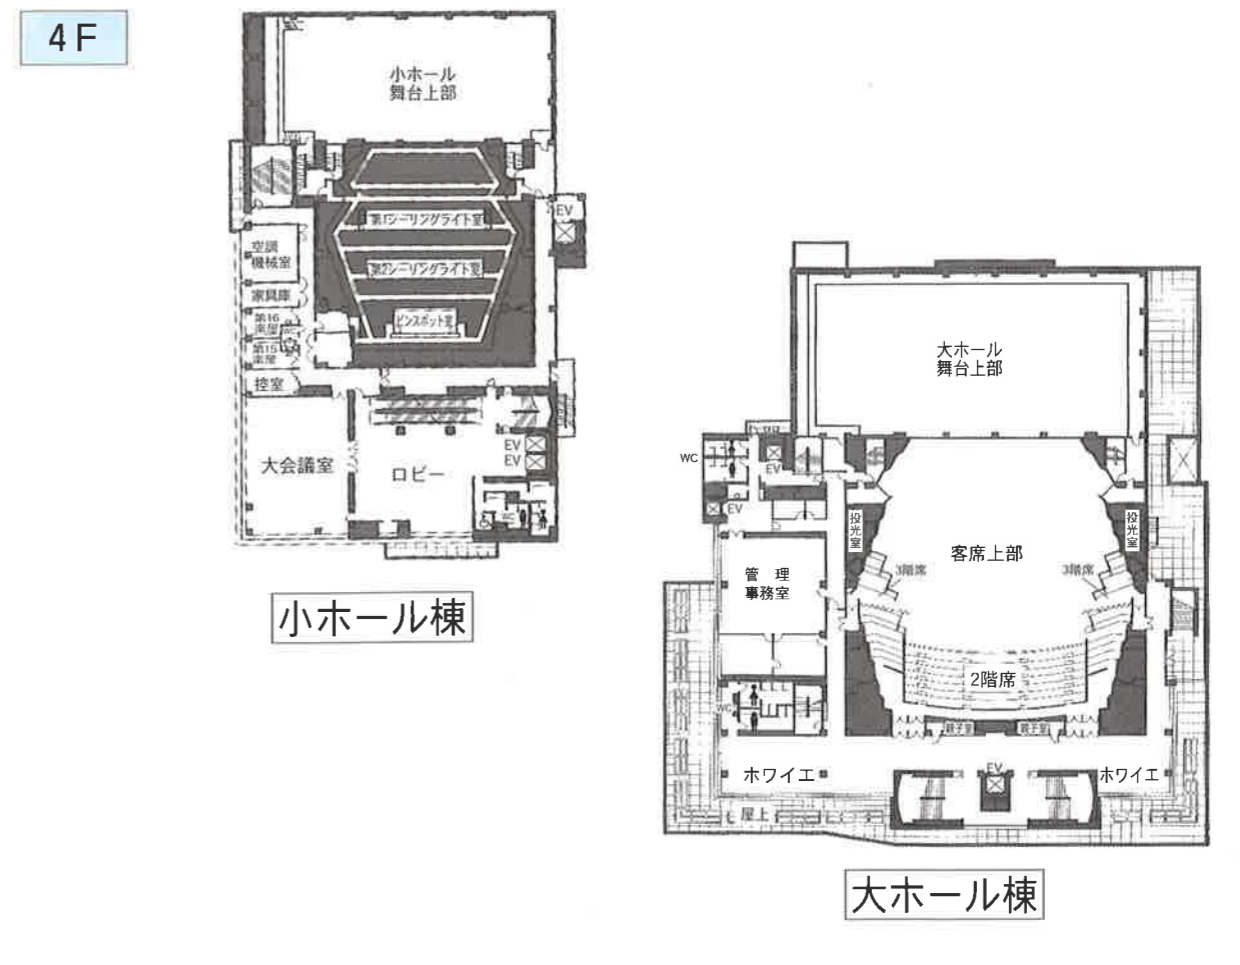 4F
小ホール
舞台上部
第1シーリングライト室
第2シーリングライト室
ピンスポット室
EV
空調
機械室
家具庫
第16
楽屋
第15
楽屋
控室
大会議室
ロビー
EV
EV
WC
小ホール棟
大ホール
舞台上部
WC
EV
EV
投光室
投光室
客席上部
3階席
3階席
管 理
事務室
2階席
WC
親子室
親子室
ホワイエ
EV
ホワイエ
屋上
大ホール棟